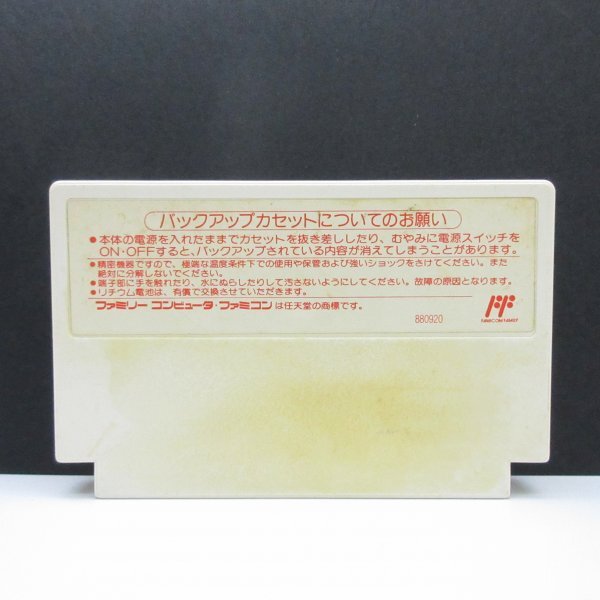 バックアップカセットについてのお願い
●本体の電源を入れたままでカセットを抜き差ししたり、むやみに電源スイッチを
ON・OFFすると、バックアップされている内容が消えてしまうことがあります。
●精密機器ですので、極端な温度条件下での使用や保管および強いショックをさけてください。また
絶対に分解しないでください。
●端子部に手を触れたり、水にぬらしたりして汚さないようにしてください。故障の原因となります。
●リチウム電池は、有償で交換させていただきます。
ファミリー コンピュータ・ファミコンは任天堂の商標です。
FAMICOM FAMILY
880920